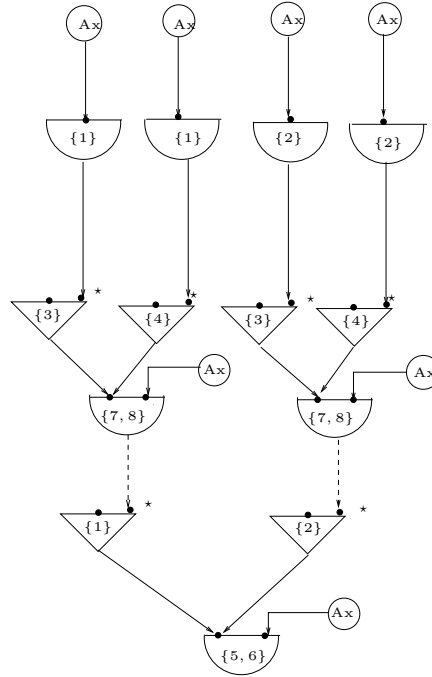 Ax Ax Ax Ax
{1} {1} {2} {2}
⋆ ⋆ ⋆ ⋆
{3} {4} {3} {4}
Ax Ax
{7, 8} {7, 8}
⋆ ⋆
{1} {2}
Ax
{5, 6}